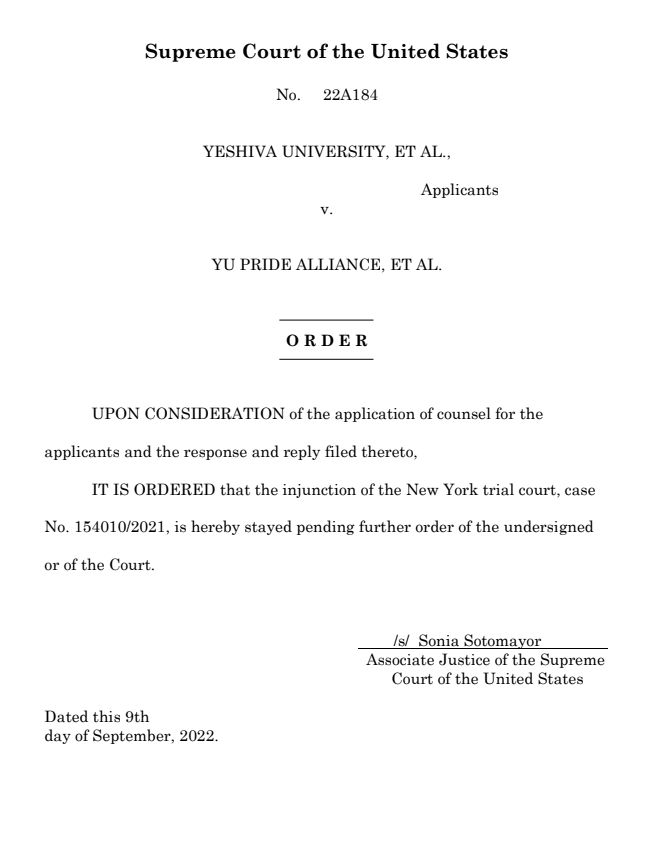 Supreme Court of the United States
No. 22A184
YESHIVA UNIVERSITY, ET AL.,
Applicants
v.
YU PRIDE ALLIANCE, ET AL.
O R D E R
UPON CONSIDERATION of the application of counsel for the
applicants and the response and reply filed thereto,
IT IS ORDERED that the injunction of the New York trial court, case
No. 154010/2021, is hereby stayed pending further order of the undersigned
or of the Court.
/s/ Sonia Sotomayor
Associate Justice of the Supreme
Court of the United States
Dated this 9th
day of September, 2022.